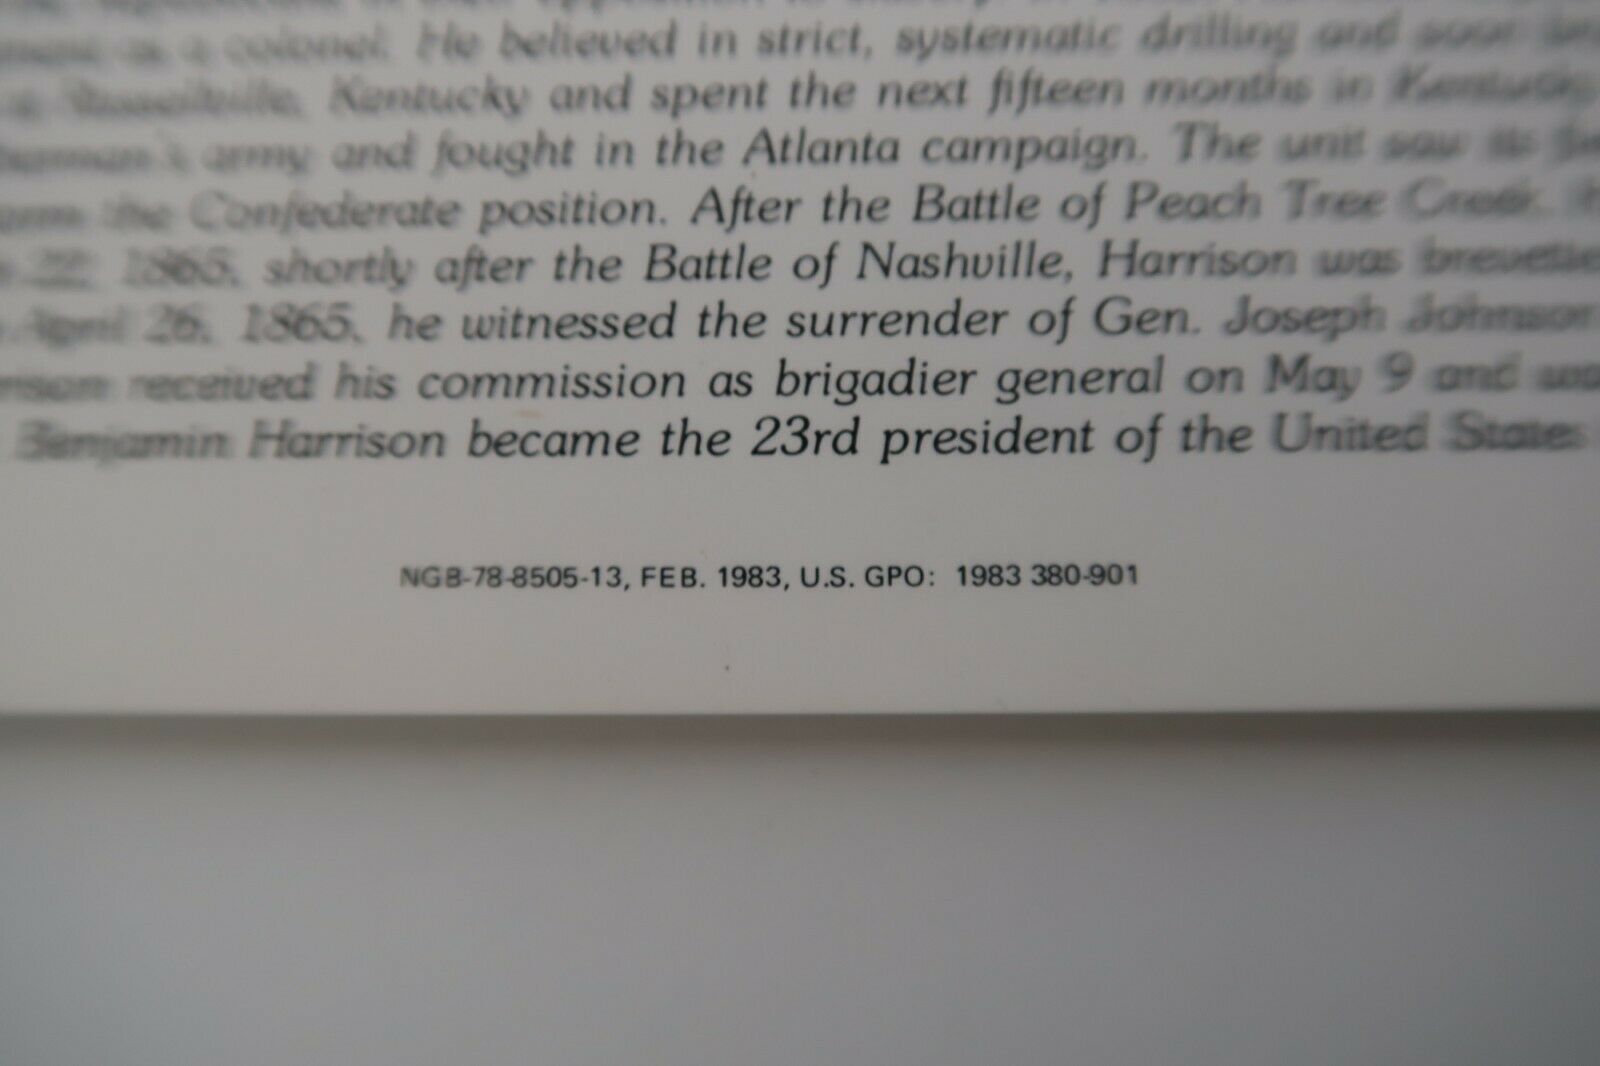 as a colonel. He believed in strict, systematic drilling and soon
Kentucky and spent the next fifteen months in Kentucky
army and fought in the Atlanta campaign. The unit saw its
the Confederate position. After the Battle of Peach Tree Creek,
22, 1865, shortly after the Battle of Nashville, Harrison was
April 26, 1865, he witnessed the surrender of Gen. Joseph Johnson
received his commission as brigadier general on May 9 and
Benjamin Harrison became the 23rd president of the United States
NGB-78-8505-13, FEB. 1983, U.S. GPO: 1983 380-901